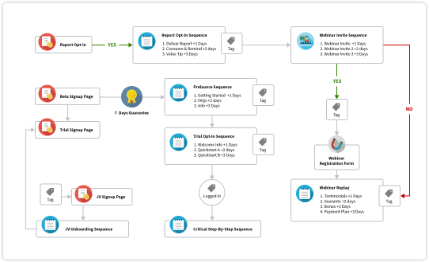 Report Opt-In
YES
Report Opt-In Sequence
1. Deliver Report +1 Days
2. Consume & Remind +2 days
3. Value Tip +3 Days
Tag
Webinar Invite Sequence
1. Webinar Invite +1 Days
2. Webinar Invite 2 +2 days
3. Webinar Invite 3 +3 Days
YES
NO
Beta Signup Page
7 Days Guarantee
Prelaunch Sequence
1. Getting Started +1 Days
2. FAQs +2 days
3. Info +3 Days
Tag
Tag
Trial Signup Page
Trial Opt-In Sequence
1. Welcome Info +1 Days
2. Quickstart +2 days
3. Quickstart II +3 Days
Tag
Webinar
Registration Form
Tag
JV Signup Page
Logged In
Webinar Replay
1. Testimonials +1 Days
2. Scenario +2 days
3. Bonus +3 Days
4. Payment Plan +3 Days
Tag
JV Onboarding Sequence
Critical Step-By-Step Sequence